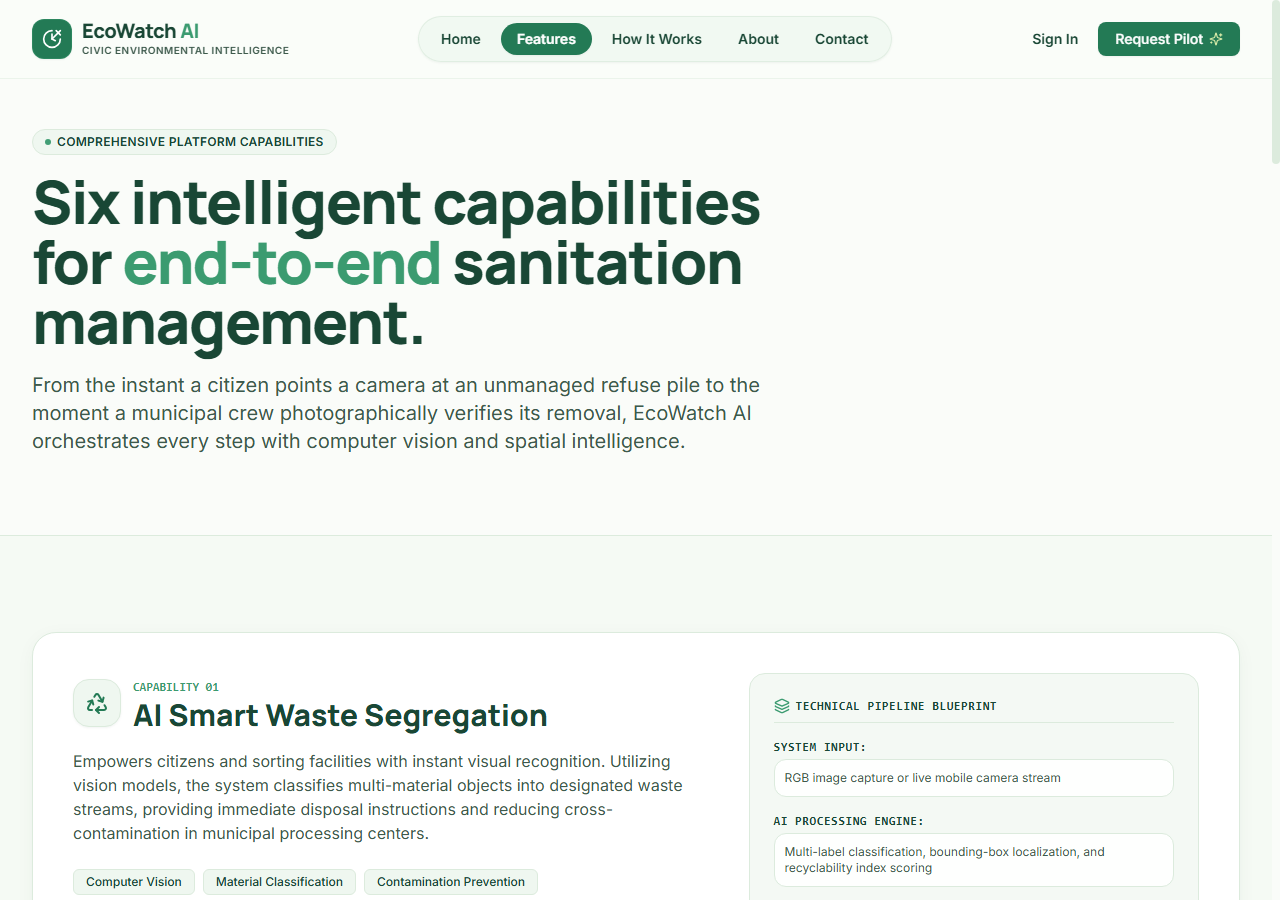 EcoWatch AI
CIVIC ENVIRONMENTAL INTELLIGENCE
Home
Features
How It Works
About
Contact
Sign In
Request Pilot
COMPREHENSIVE PLATFORM CAPABILITIES
Six intelligent capabilities
for end-to-end sanitation
management.
From the instant a citizen points a camera at an unmanaged refuse pile to the
moment a municipal crew photographically verifies its removal, EcoWatch AI
orchestrates every step with computer vision and spatial intelligence.
CAPABILITY 01
AI Smart Waste Segregation
Empowers citizens and sorting facilities with instant visual recognition. Utilizing
vision models, the system classifies multi-material objects into designated waste
streams, providing immediate disposal instructions and reducing cross-
contamination in municipal processing centers.
Computer Vision
Material Classification
Contamination Prevention
TECHNICAL PIPELINE BLUEPRINT
SYSTEM INPUT:
RGB image capture or live mobile camera stream
AI PROCESSING ENGINE:
Multi-label classification, bounding-box localization, and
recyclability index scoring